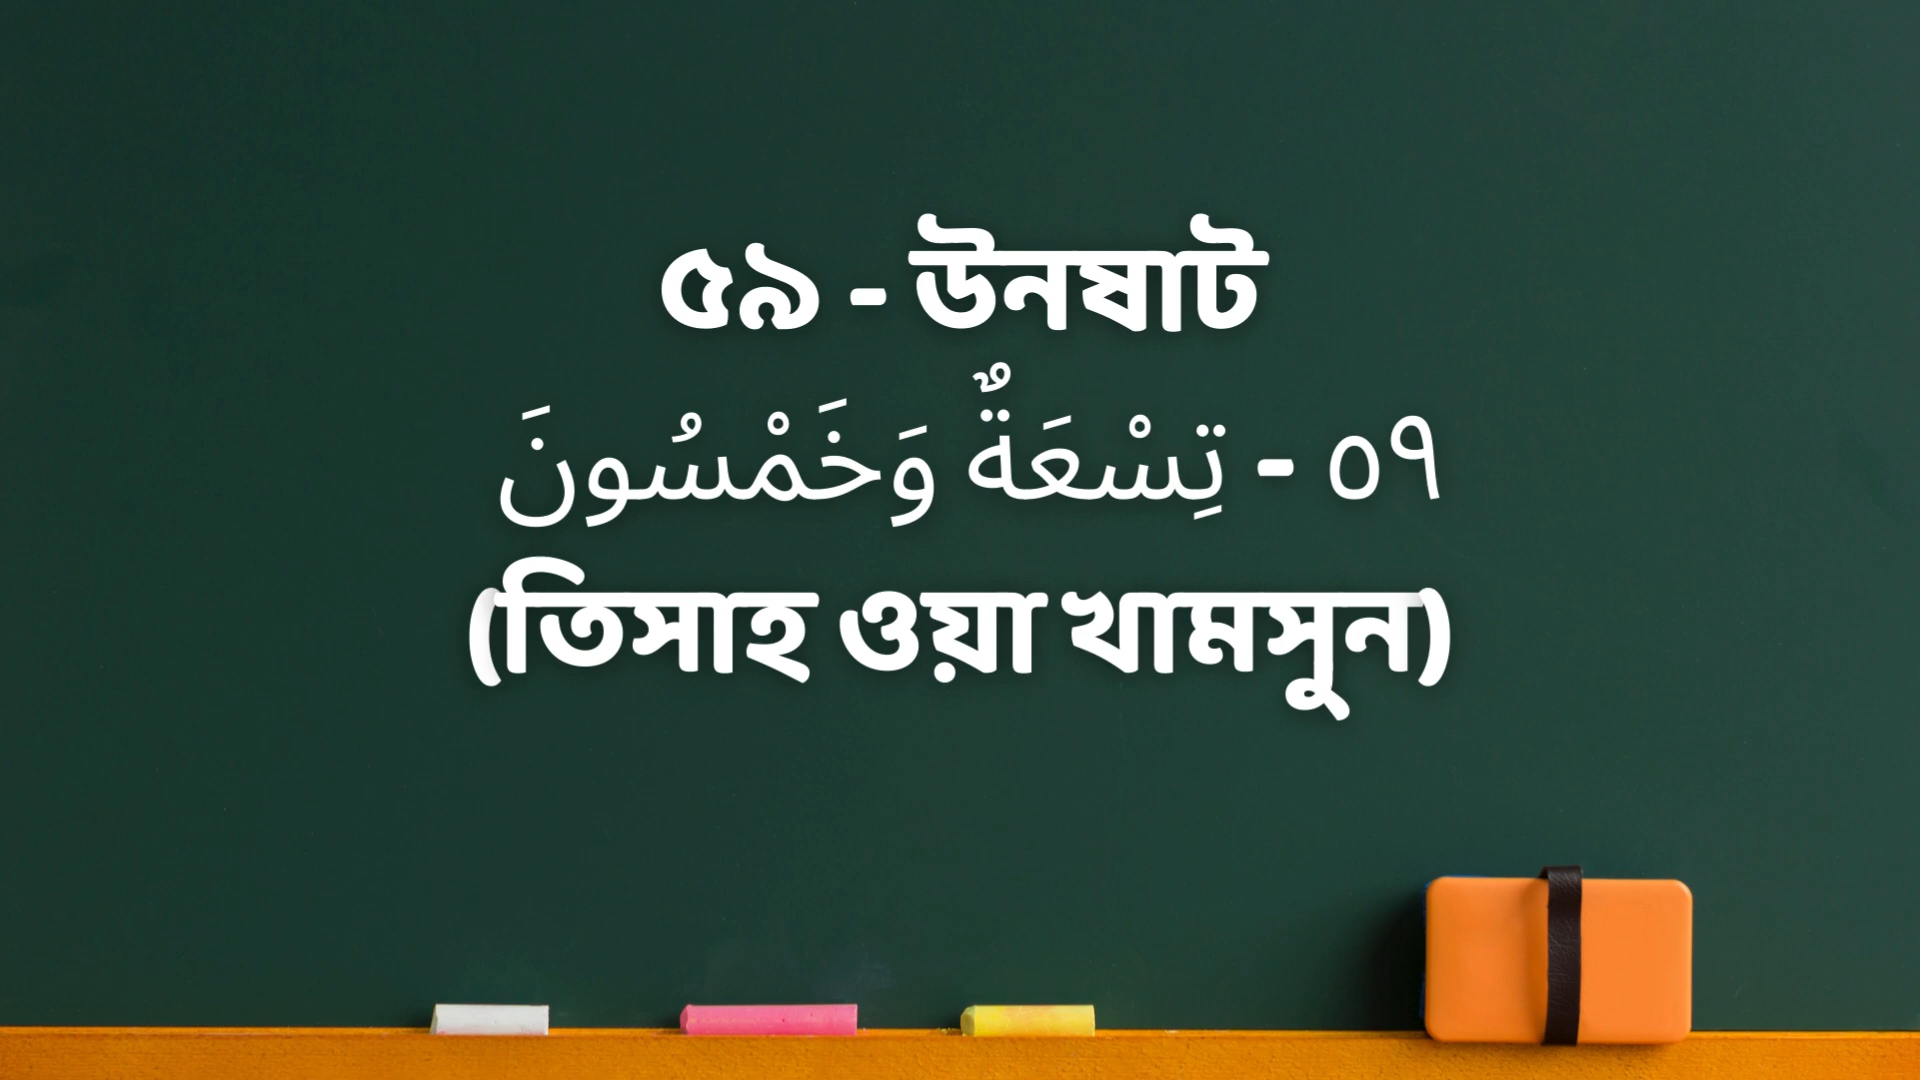 ৫৯ - উনষাট
٥٩ - تِسْعَةٌ وَخَمْسُونَ
(তিসাহ ওয়া খামসুন)